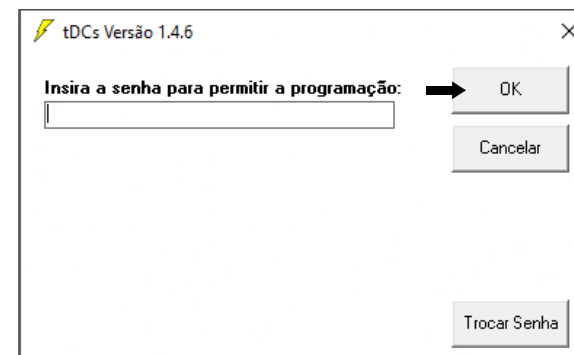 tDCs Versão 1.4.6
Insira a senha para permitir a programação:
OK
Cancelar
Trocar Senha